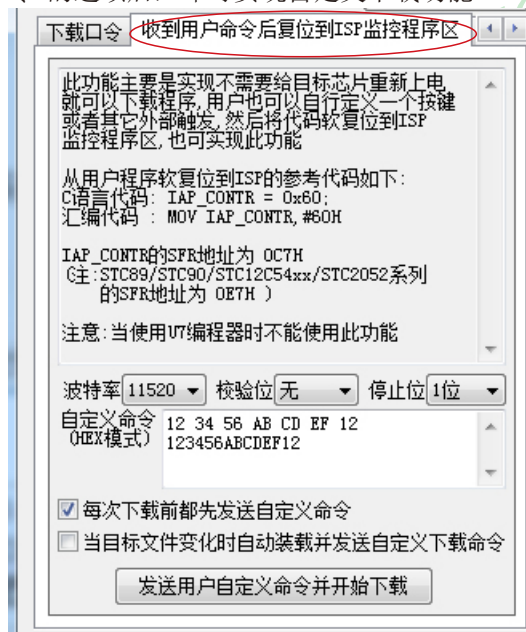 下载口令 收到用户命令后复位到ISP监控程序区
此功能主要是实现不需要给目标芯片重新上电
就可以下载程序,用户也可以自行定义一个按键
或者其它外部触发,然后将代码软复位到ISP
监控程序区,也可实现此功能
从用户程序软复位到ISP的参考代码如下:
C语言代码: IAP_CONTR = 0x60;
汇编代码 : MOV IAP_CONTR,#60H
IAP_CONTR的SFR地址为 0C7H
(注:STC89/STC90/STC12C54xx/STC2052系列
的SFR地址为 0E7H )
注意:当使用U7编程器时不能使用此功能
波特率 11520 校验位 无 停止位 1位
自定义命令
(HEX模式)
12 34 56 AB CD EF 12
123456ABCDEF12
每次下载前都先发送自定义命令
当目标文件变化时自动装载并发送自定义下载命令
发送用户自定义命令并开始下载